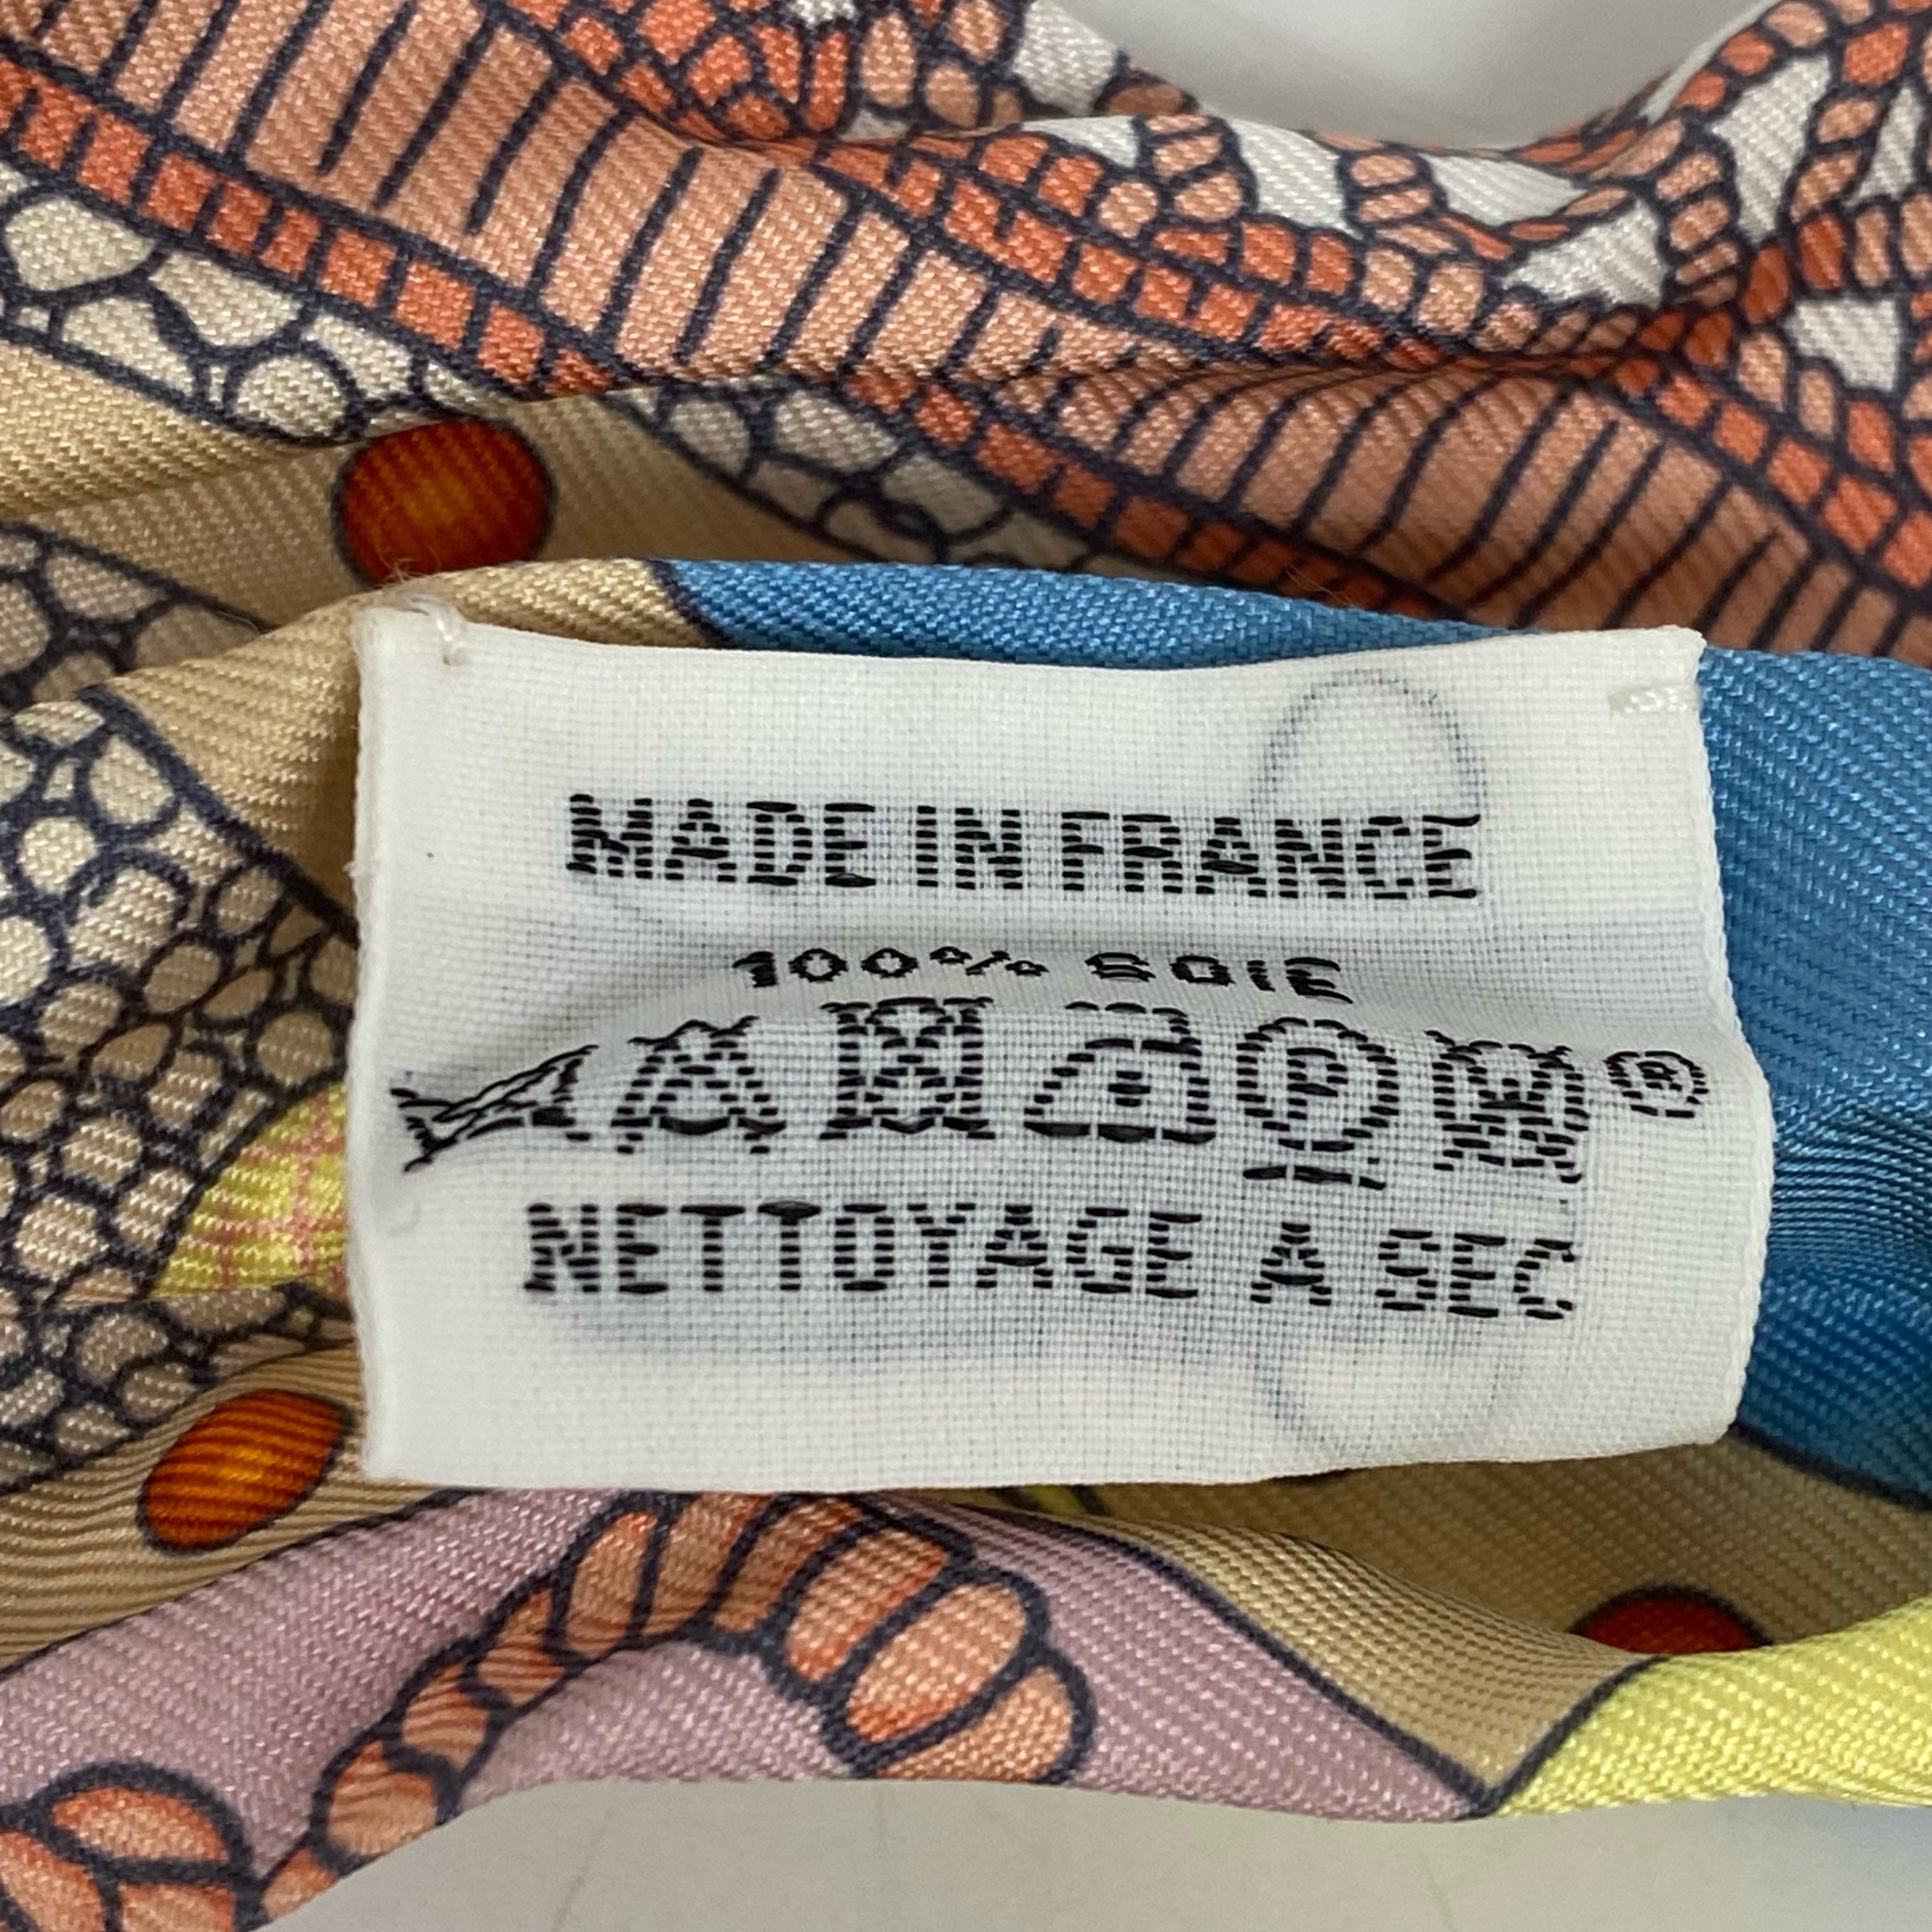 MADE IN FRANCE
100% SOIE
P W ®
NETTOYAGE A SEC